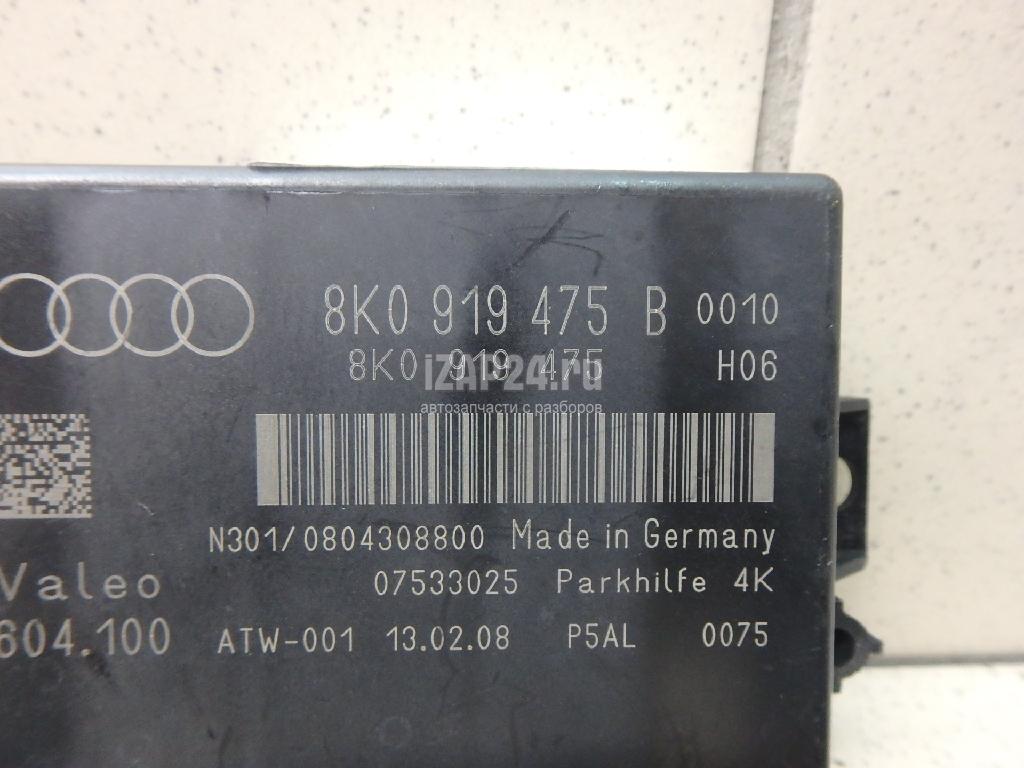 8K0 919 475 B 0010
8K0 919 475 H06
iZAP24.ru
автозапчасти с разборов
N301/0804308800 Made in Germany
Valeo 07533025 Parkhilfe 4K
604.100 ATW-001 13.02.08 P5AL 0075